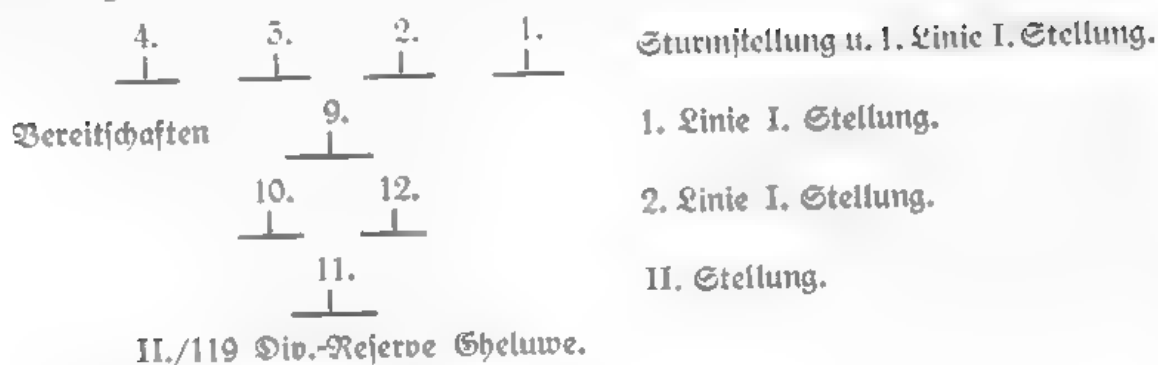 4. 3. 2. 1. Sturmstellung u. 1. Linie I. Stellung.
Bereitschaften 9. 1. Linie I. Stellung.
10. 12. 2. Linie I. Stellung.
11. II. Stellung.
II./119 Div.-Reserve Gheluwe.